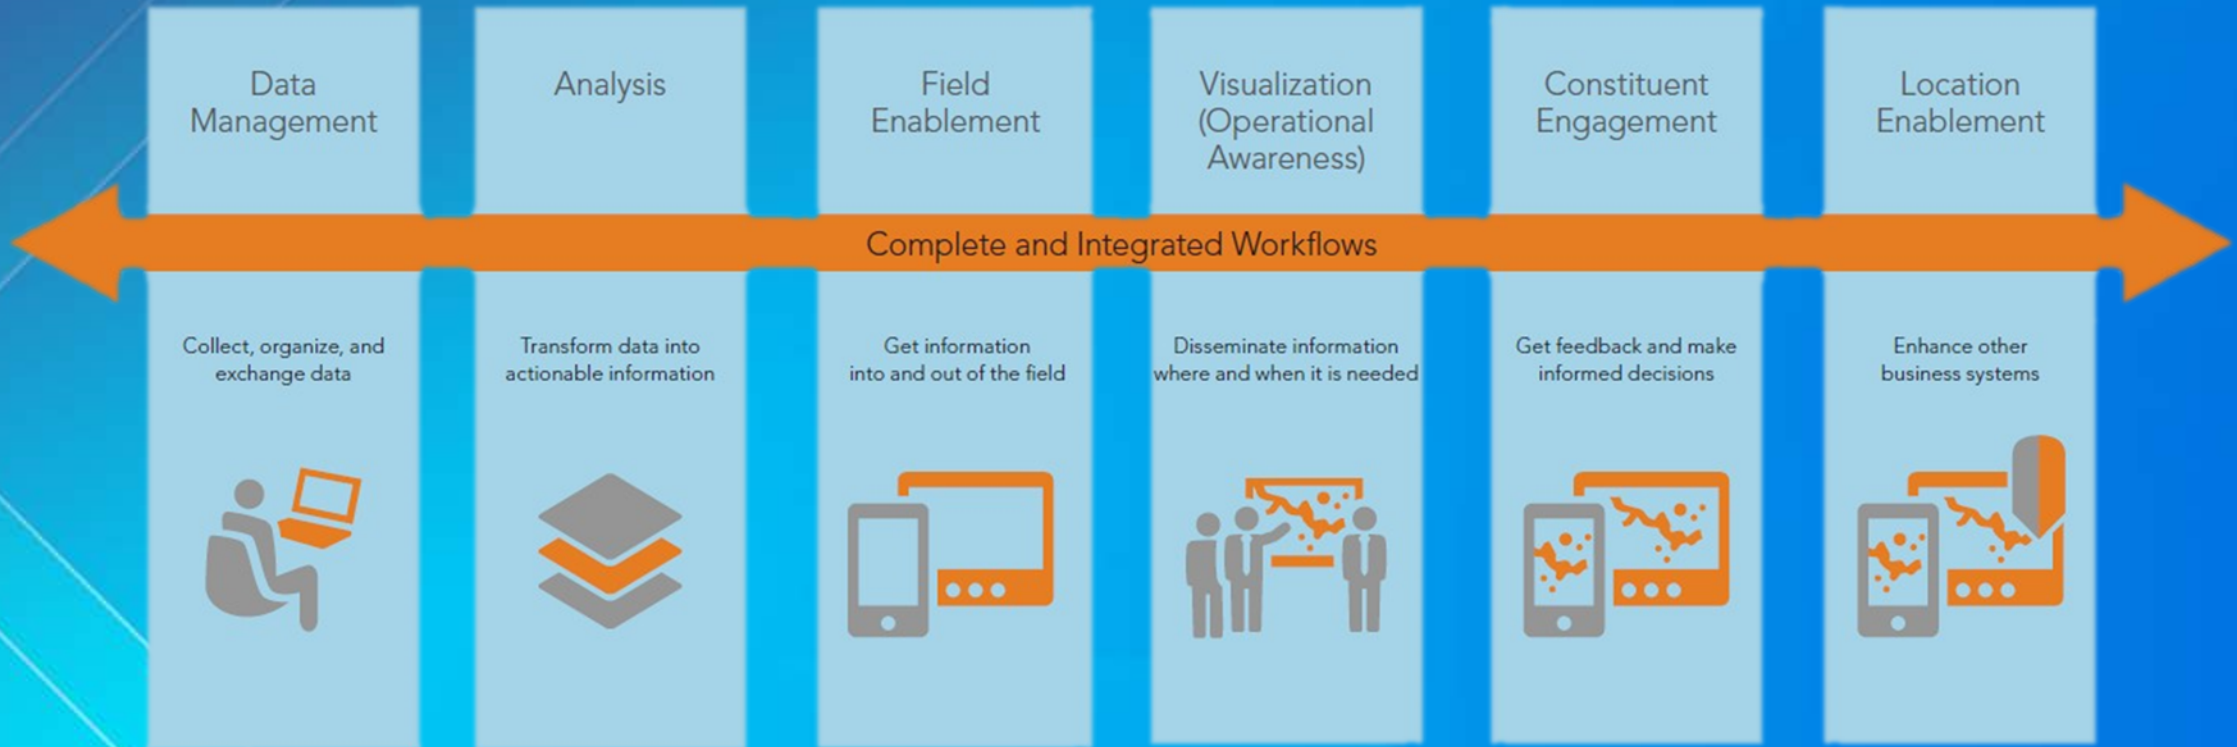 Data
Management
Analysis
Field
Enablement
Visualization
(Operational
Awareness)
Constituent
Engagement
Location
Enablement
Complete and Integrated Workflows
Collect, organize, and
exchange data
Transform data into
actionable information
Get information
into and out of the field
Disseminate information
where and when it is needed
Get feedback and make
informed decisions
Enhance other
business systems